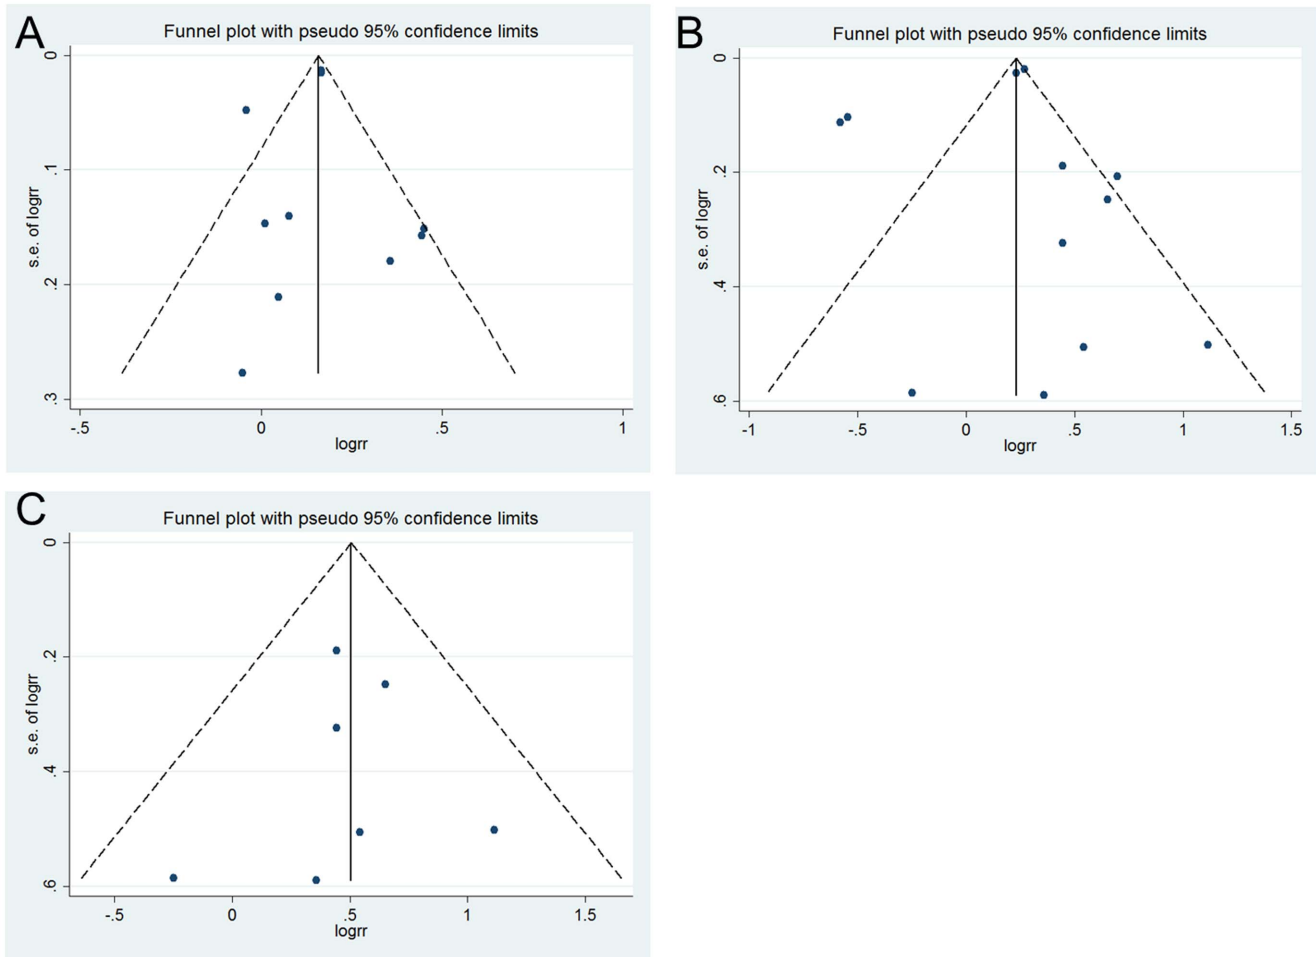 A
Funnel plot with pseudo 95% confidence limits
s.e. of logrr
0
.1
.2
.3
-.5
0
.5
1
logrr
B
Funnel plot with pseudo 95% confidence limits
s.e. of logrr
0
.2
.4
.6
-1
-.5
0
.5
1
1.5
logrr
C
Funnel plot with pseudo 95% confidence limits
s.e. of logrr
0
.2
.4
.6
-.5
0
.5
1
1.5
logrr